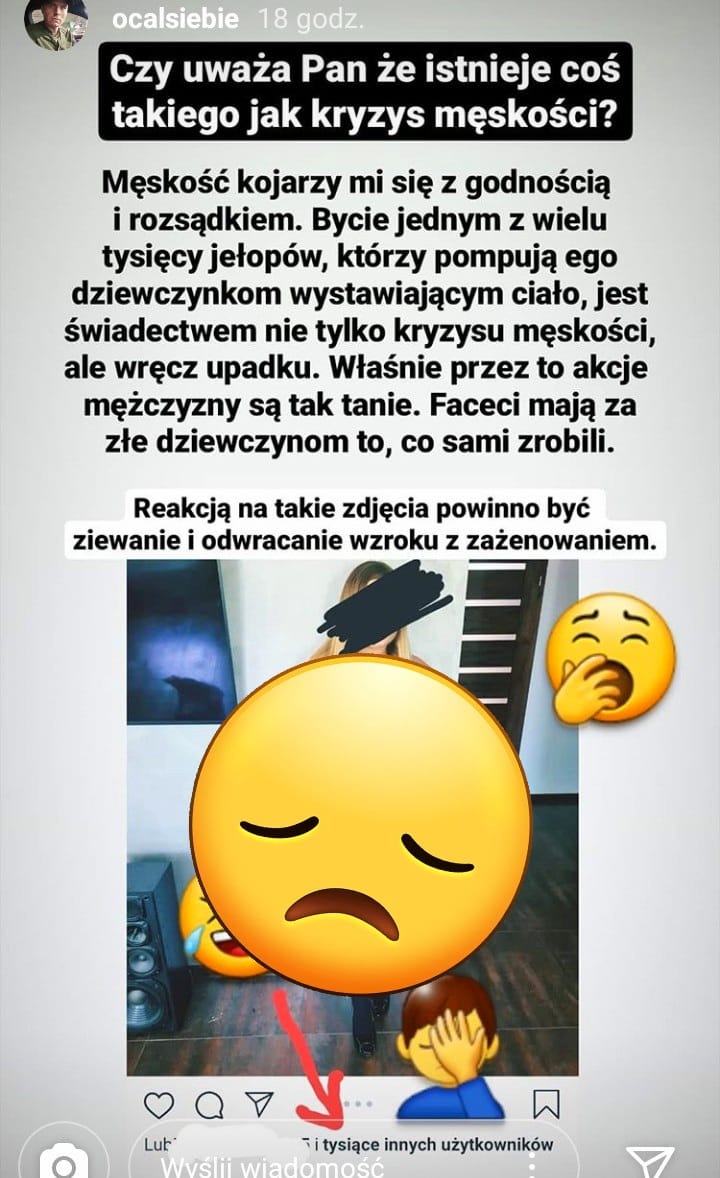 ocalsiebie 18 godz.
Czy uważa Pan że istnieje coś
takiego jak kryzys męskości?
Męskość kojarzy mi się z godnością
i rozsądkiem. Bycie jednym z wielu
tysięcy jełopów, którzy pompują ego
dziewczynkom wystawiającym ciało, jest
świadectwem nie tylko kryzysu męskości,
ale wręcz upadku. Właśnie przez to akcje
mężczyzny są tak tanie. Faceci mają za
złe dziewczynom to, co sami zrobili.
Reakcją na takie zdjęcia powinno być
ziewanie i odwracanie wzroku z zażenowaniem.
i tysiące innych użytkowników
Wyślij wiadomość